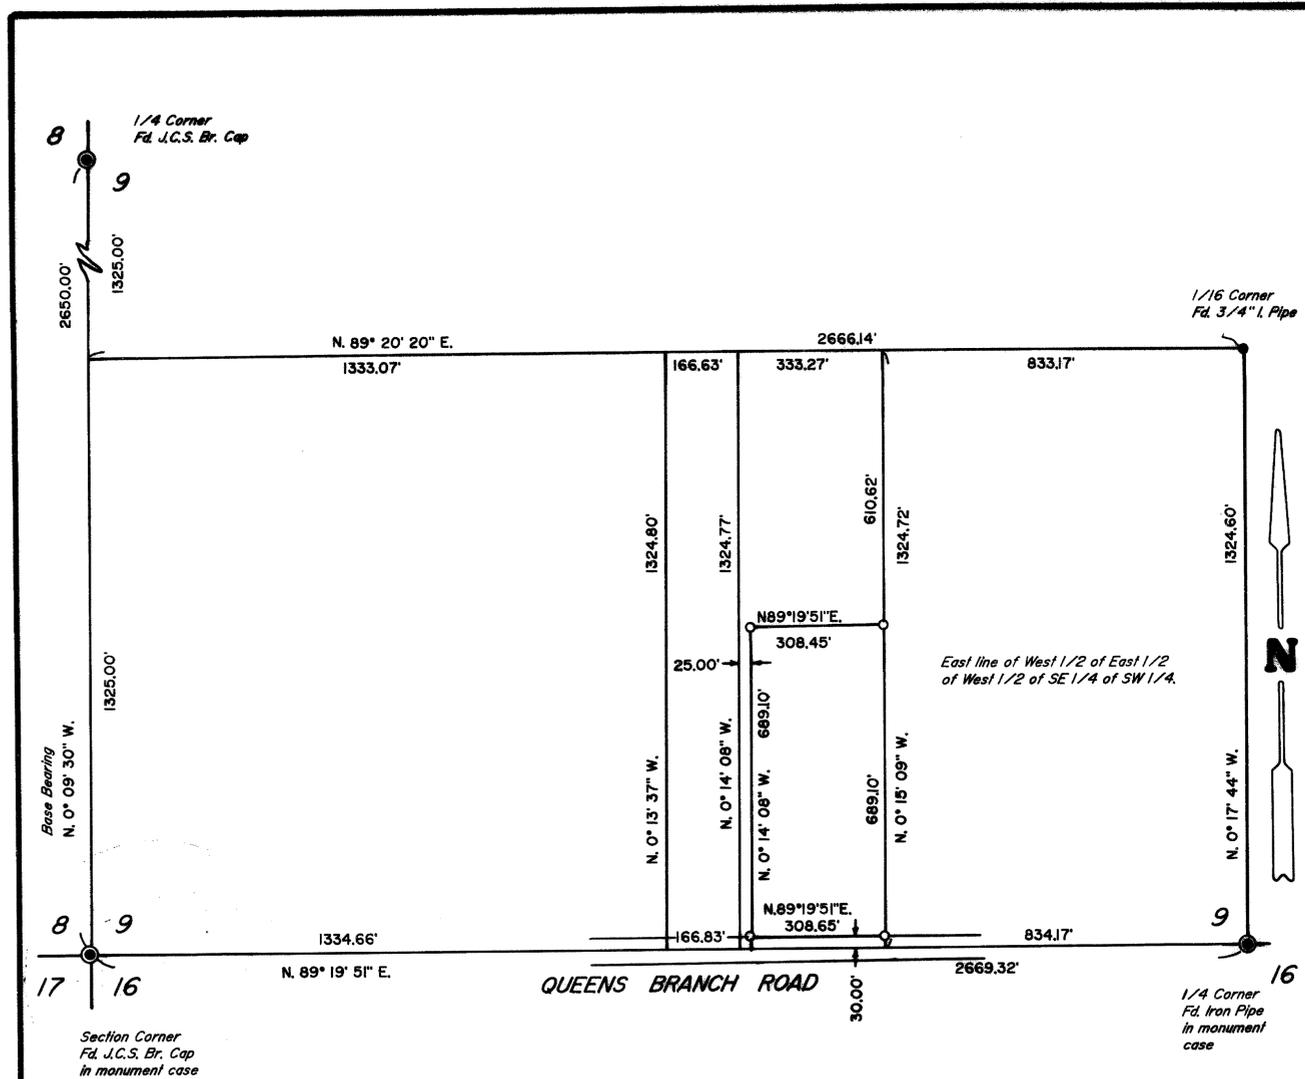 1/4 Corner
Fd. J.C.S. Br. Cap
8
9
2650.00'
1325.00'
1/16 Corner
Fd. 3/4" I. Pipe
N. 89° 20' 20" E.
2666.14'
1333.07'
166.63'
333.27'
833.17'
1324.80'
1324.77'
610.62'
1324.72'
1324.60'
N89°19'51"E.
308.45'
25.00'
East line of West 1/2 of East 1/2
of West 1/2 of SE 1/4 of SW 1/4.
N
1325.00'
Base Bearing
N. 0° 09' 30" W.
N. 0° 13' 37" W.
N. 0° 14' 08" W.
689.10'
N. 0° 14' 08" W.
689.10'
N. 0° 15' 09" W.
N. 0° 17' 44" W.
N.89°19'51"E.
308.65'
8
9
9
1334.66'
166.83'
834.17'
N. 89° 19' 51" E.
2669.32'
17
16
16
QUEENS BRANCH ROAD
30.00'
1/4 Corner
Fd. Iron Pipe
in monument
case
Section Corner
Fd. J.C.S. Br. Cap
in monument case